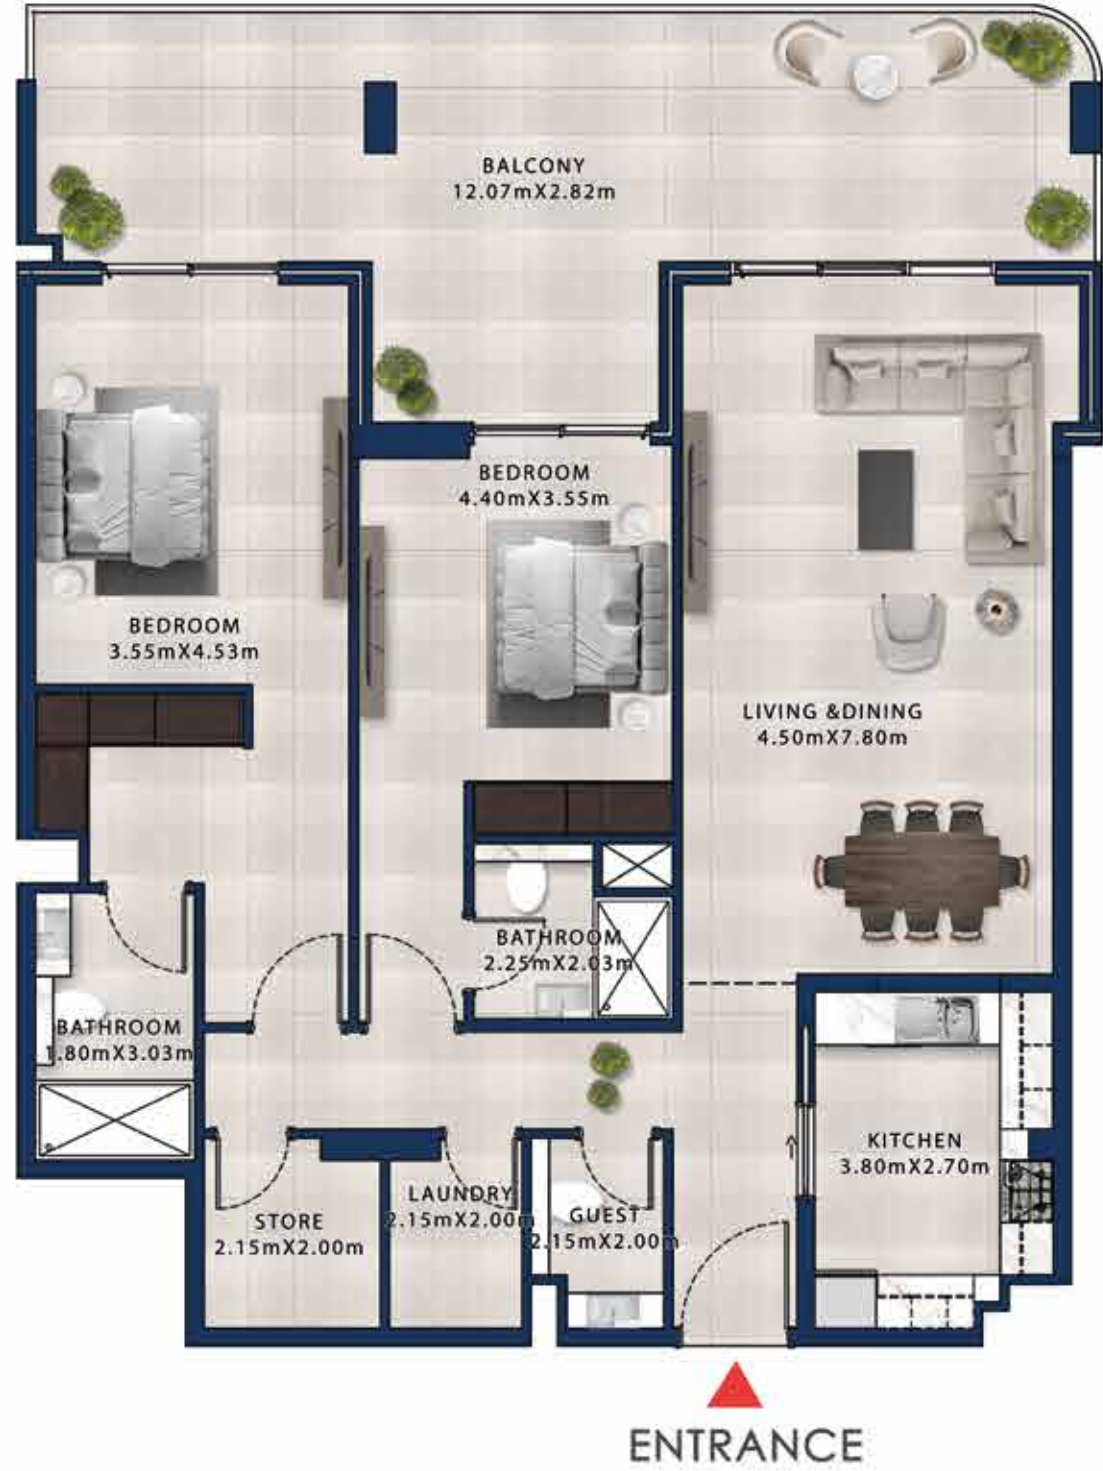 BALCONY
12.07mX2.82m
BEDROOM
4.40mX3.55m
BEDROOM
3.55mX4.53m
LIVING &DINING
4.50mX7.80m
BATHROOM
2.25mX2.03m
BATHROOM
1.80mX3.03m
KITCHEN
3.80mX2.70m
LAUNDRY
2.15mX2.00m
STORE
2.15mX2.00m
GUEST
2.15mX2.00m
ENTRANCE